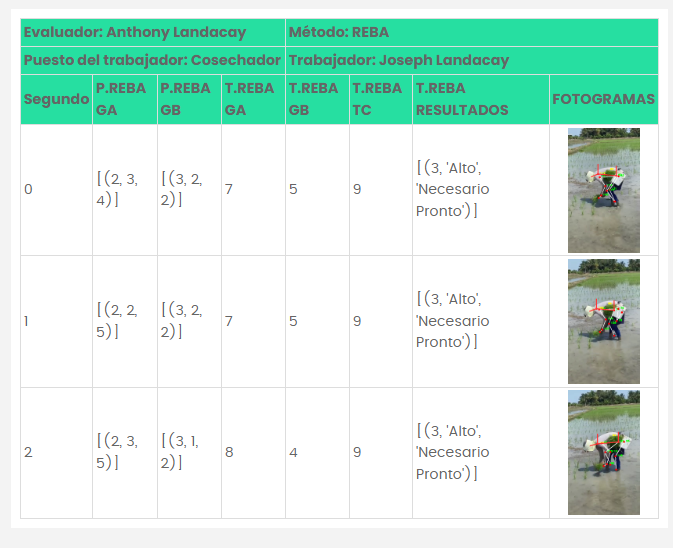 Evaluador: Anthony Landacay Método: REBA
Puesto del trabajador: Cosechador Trabajador: Joseph Landacay
Segundo P.REBA GA P.REBA GB T.REBA GA T.REBA GB T.REBA TC T.REBA RESULTADOS FOTOGRAMAS
0 [(2, 3, 4)] [(3, 2, 2)] 7 5 9 [(3, 'Alto', 'Necesario Pronto')]
1 [(2, 2, 5)] [(3, 2, 2)] 7 5 9 [(3, 'Alto', 'Necesario Pronto')]
2 [(2, 3, 5)] [(3, 1, 2)] 8 4 9 [(3, 'Alto', 'Necesario Pronto')]